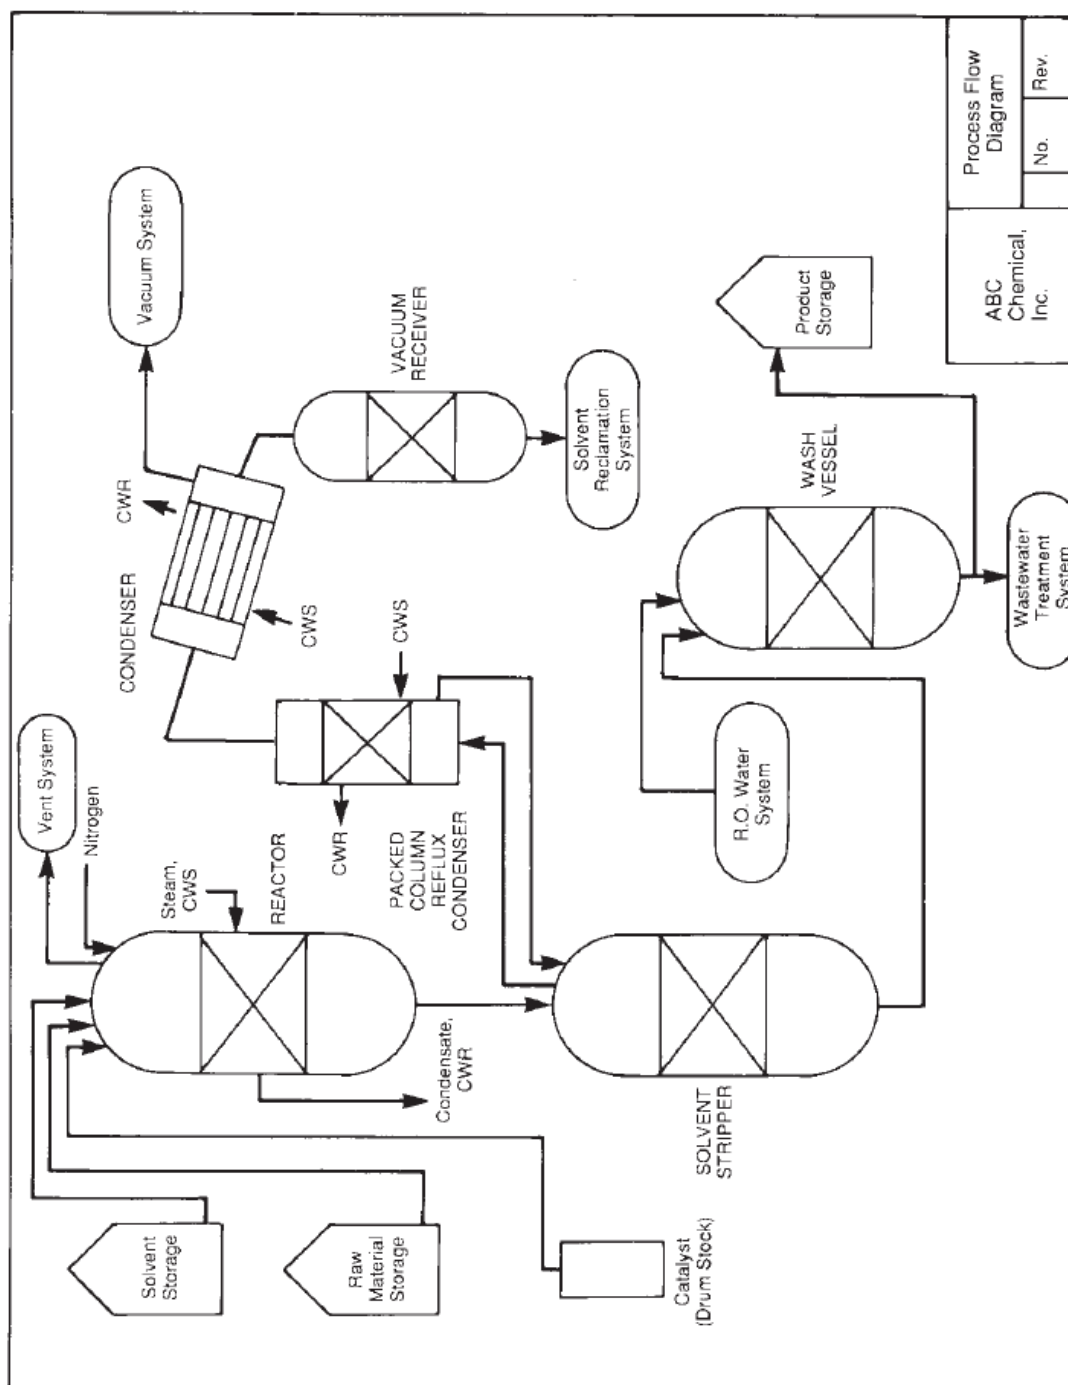 Solvent
Storage
Raw
Material
Storage
Catalyst
(Drum Stock)
Vent System
Nitrogen
Steam,
CWS
REACTOR
Condensate,
CWR
SOLVENT
STRIPPER
PACKED
COLUMN
REFLUX
CONDENSER
CWR
CWS
CONDENSER
CWS
CWR
Vacuum System
VACUUM
RECEIVER
Solvent
Reclamation
System
R.O. Water
System
WASH
VESSEL
Wastewater
Treatment
System
Product
Storage
ABC
Chemical,
Inc.
Process Flow
Diagram
No.
Rev.